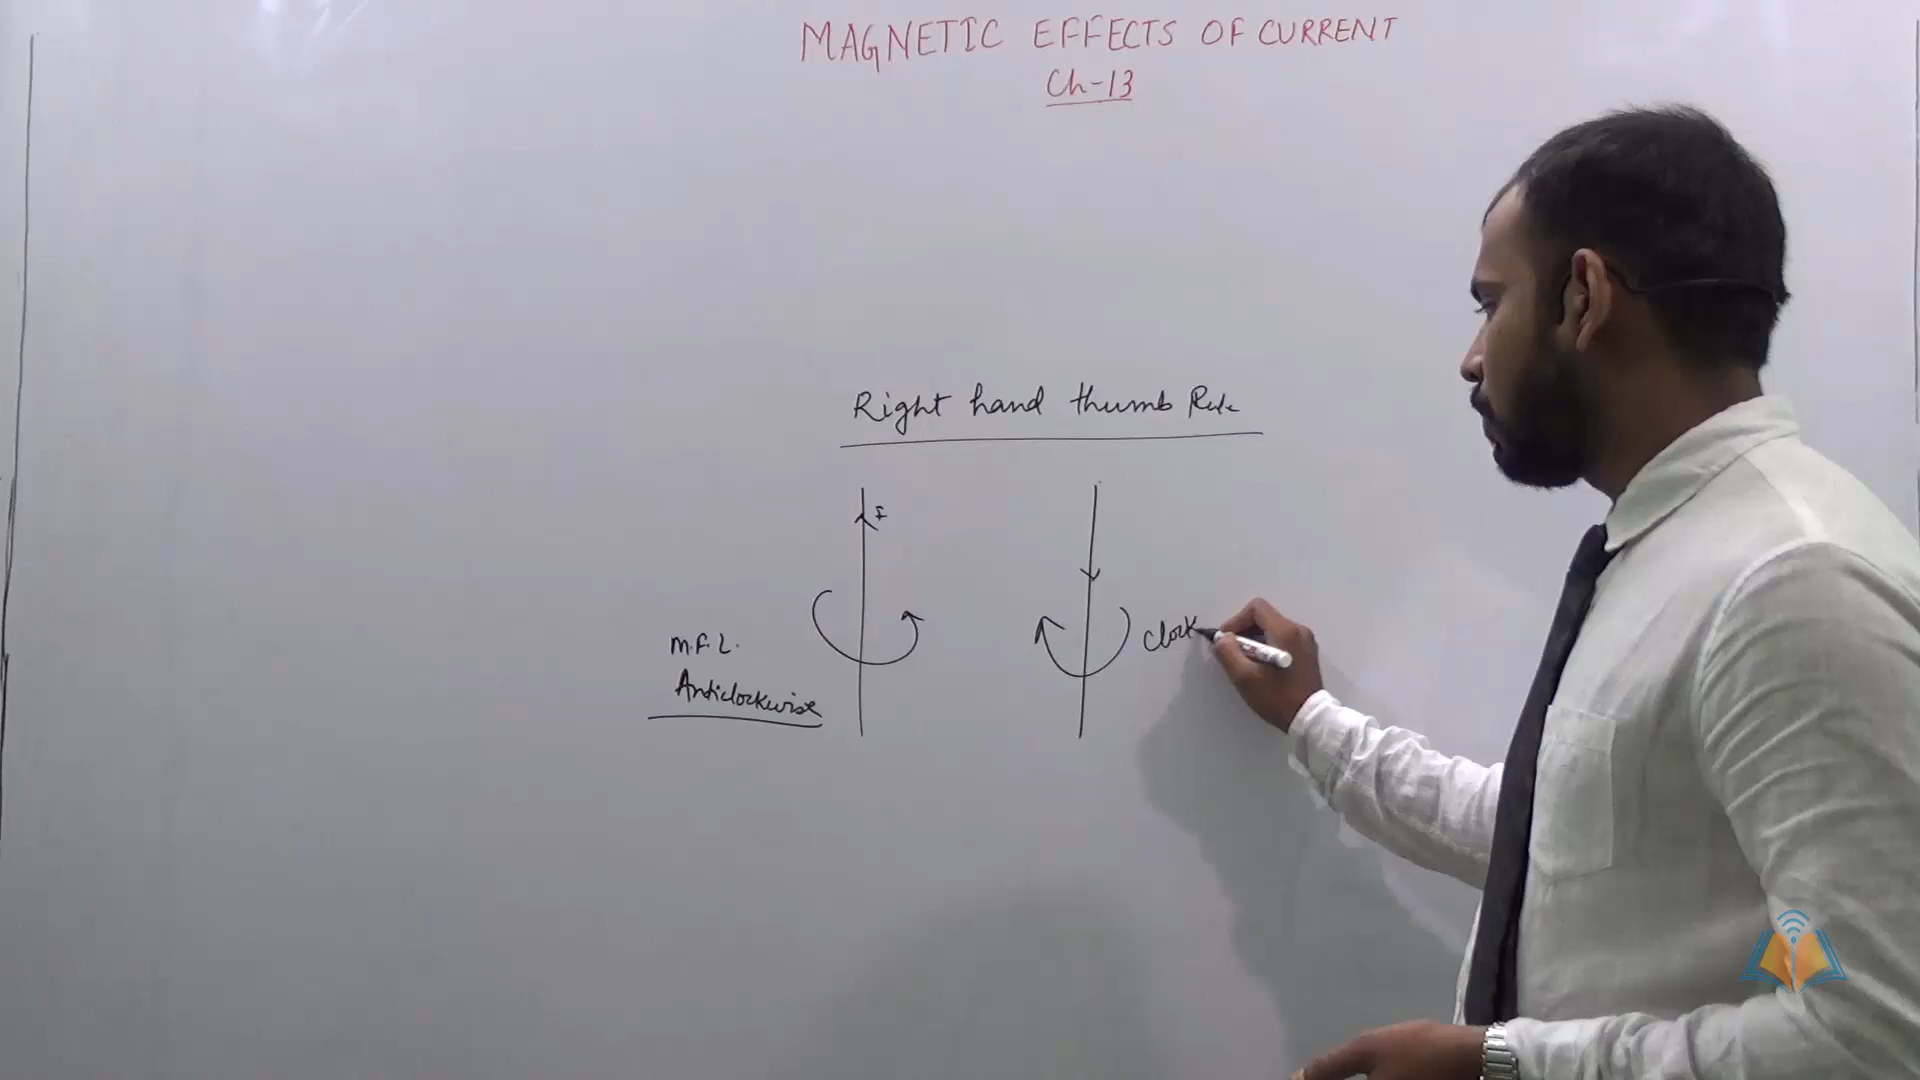 MAGNETIC EFFECTS OF CURRENT
Ch-13
Right hand thumb Rule
I
M.F.L.
Anticlockwise
Clock